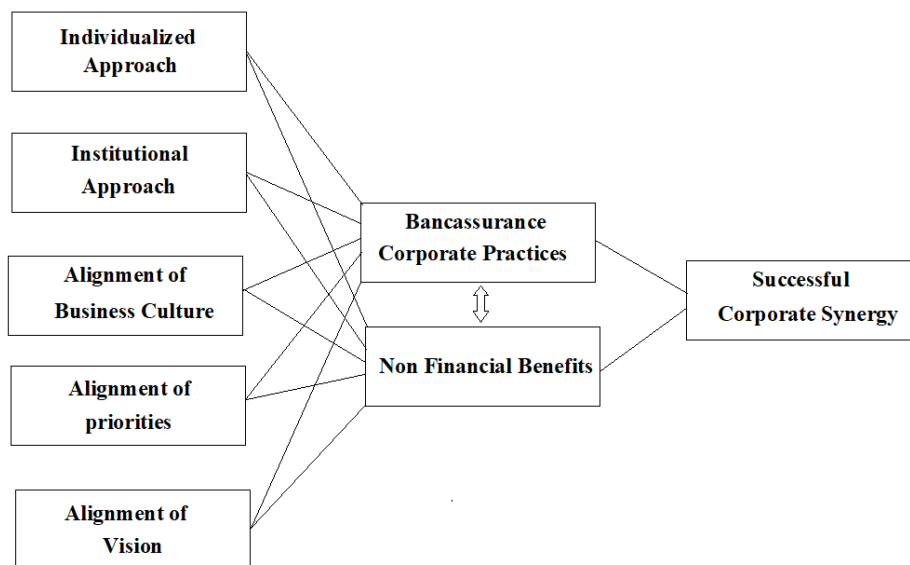 Individualized
Approach
Institutional
Approach
Alignment of
Business Culture
Alignment of
priorities
Alignment of
Vision
Bancassurance
Corporate Practices
Non Financial Benefits
Successful
Corporate Synergy